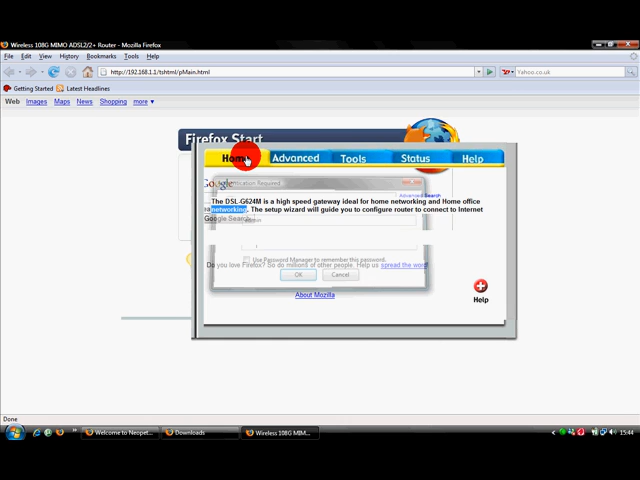 Wireless 108G MIMO ADSL2/2+ Router - Mozilla Firefox
File Edit View History Bookmarks Tools Help
http://192.168.1.1/tshtml/pMain.html
Yahoo.co.uk
Getting Started Latest Headlines
Web Images Maps News Shopping more ▼
Firefox Start
Home Advanced Tools Status Help
Authentication Required
Google
Advanced Search
The DSL-G624M is a high speed gateway ideal for home networking and Home office
networking. The setup wizard will guide you to configure router to connect to Internet
Google Search
admin
Use Password Manager to remember this password.
Do you love Firefox? So do millions of other people. Help us spread the word!
OK Cancel
About Mozilla
Help
Done
Welcome to Neopet... Downloads Wireless 108G MIM... 15:44